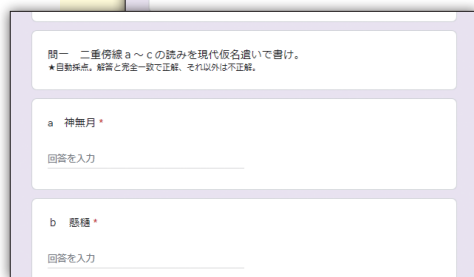 問一 二重傍線a～cの読みを現代仮名遣いで書け。
★自動採点。解答と完全一致で正解、それ以外は不正解。
a 神無月 *
回答を入力
b 懸樋 *
回答を入力